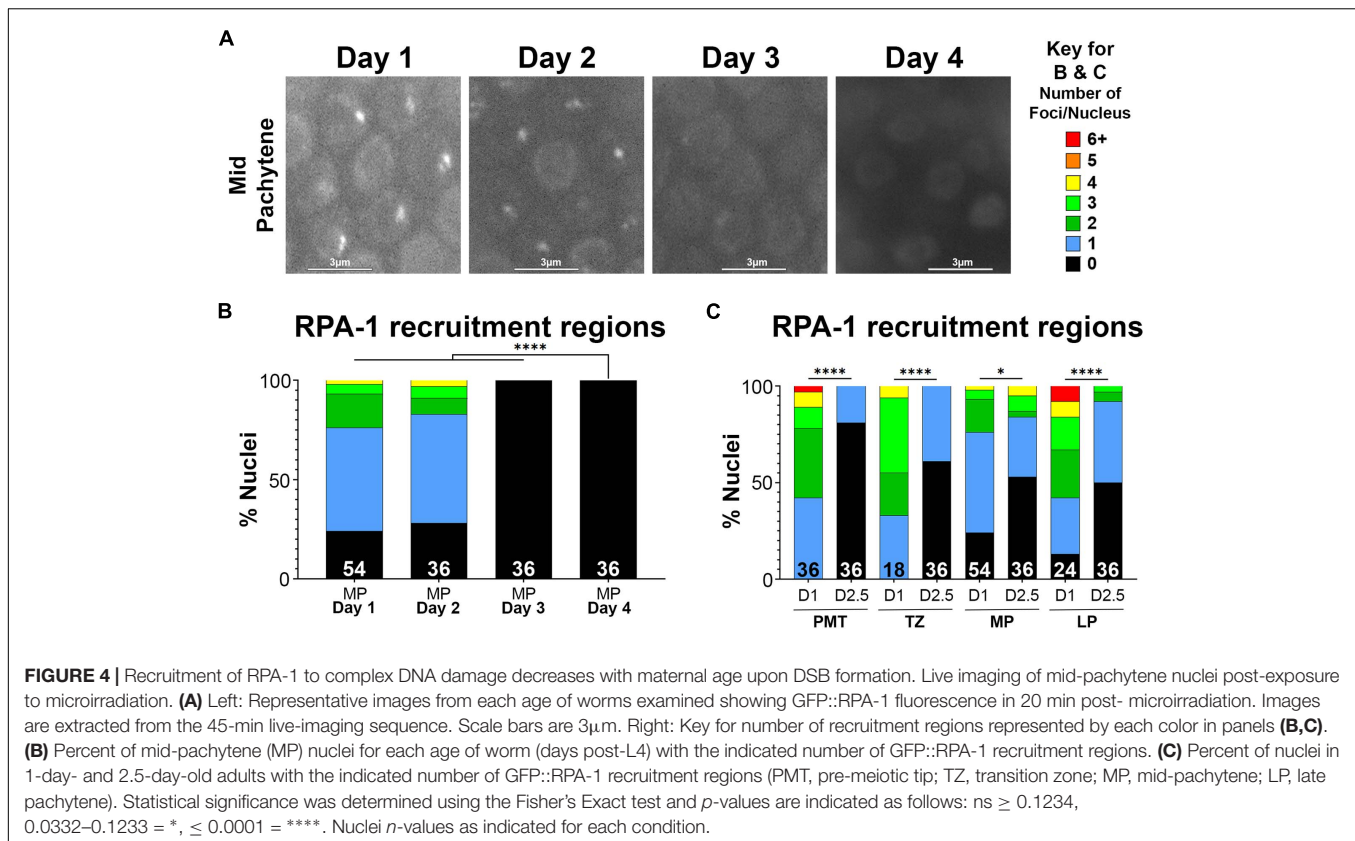 A
Day 1 Day 2 Day 3 Day 4
Key for
B & C
Number of
Foci/Nucleus
6+
5
4
3
2
1
0
Mid
Pachytene
3µm 3µm 3µm 3µm
B
RPA-1 recruitment regions
****
% Nuclei
100
50
0
54 36 36 36
MP MP MP MP
Day 1 Day 2 Day 3 Day 4
C
RPA-1 recruitment regions
**** **** * ****
% Nuclei
100
50
0
36 36 18 36 54 36 24 36
D1 D2.5 D1 D2.5 D1 D2.5 D1 D2.5
PMT TZ MP LP
FIGURE 4 | Recruitment of RPA-1 to complex DNA damage decreases with maternal age upon DSB formation. Live imaging of mid-pachytene nuclei post-exposure
to microirradiation. (A) Left: Representative images from each age of worms examined showing GFP::RPA-1 fluorescence in 20 min post- microirradiation. Images
are extracted from the 45-min live-imaging sequence. Scale bars are 3µm. Right: Key for number of recruitment regions represented by each color in panels (B,C).
(B) Percent of mid-pachytene (MP) nuclei for each age of worm (days post-L4) with the indicated number of GFP::RPA-1 recruitment regions. (C) Percent of nuclei in
1-day- and 2.5-day-old adults with the indicated number of GFP::RPA-1 recruitment regions (PMT, pre-meiotic tip; TZ, transition zone; MP, mid-pachytene; LP, late
pachytene). Statistical significance was determined using the Fisher's Exact test and p-values are indicated as follows: ns ≥ 0.1234,
0.0332–0.1233 = *, ≤ 0.0001 = ****. Nuclei n-values as indicated for each condition.